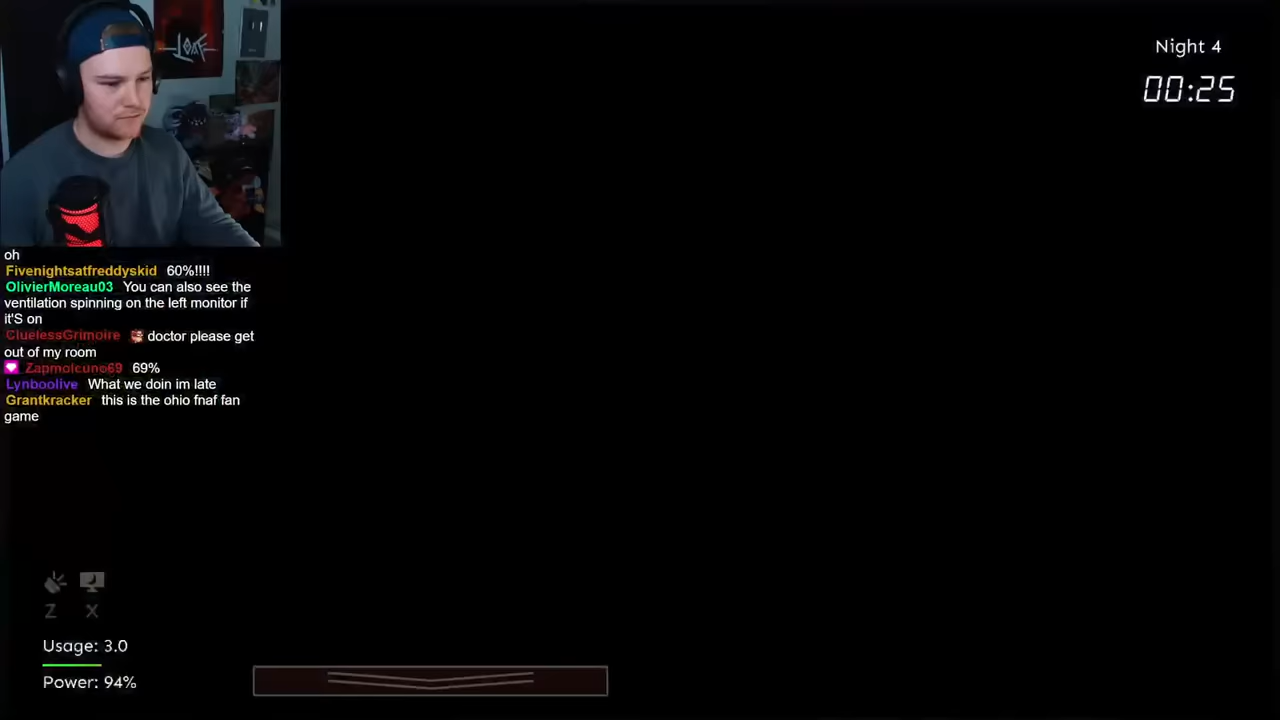 LOAF
Night 4
00:25
oh
Fivenightsatfreddyskid 60%!!!!
OlivierMoreau03 You can also see the
ventilation spinning on the left monitor if
it'S on
CluelessGrimoire doctor please get
out of my room
Zapmolcuno69 69%
Lynboolive What we doin im late
Grantkracker this is the ohio fnaf fan
game
Z X
Usage: 3.0
Power: 94%